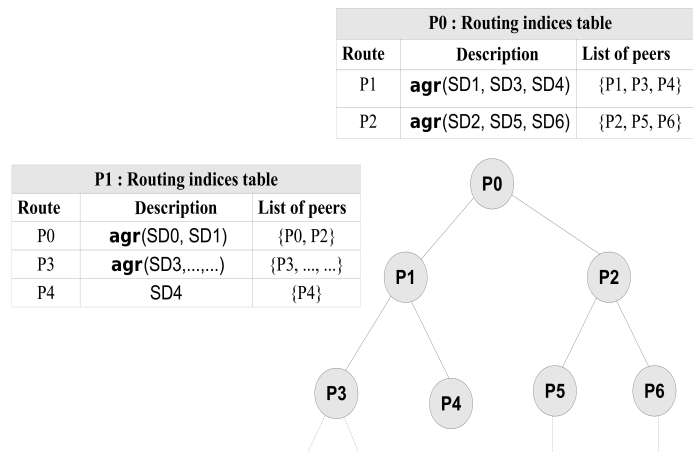 P0 : Routing indices table
Route Description List of peers
P1 agr(SD1, SD3, SD4) {P1, P3, P4}
P2 agr(SD2, SD5, SD6) {P2, P5, P6}
P1 : Routing indices table
Route Description List of peers
P0 agr(SD0, SD1) {P0, P2}
P3 agr(SD3,...,...) {P3, ..., ...}
P4 SD4 {P4}
P0
P1 P2
P3 P4 P5 P6